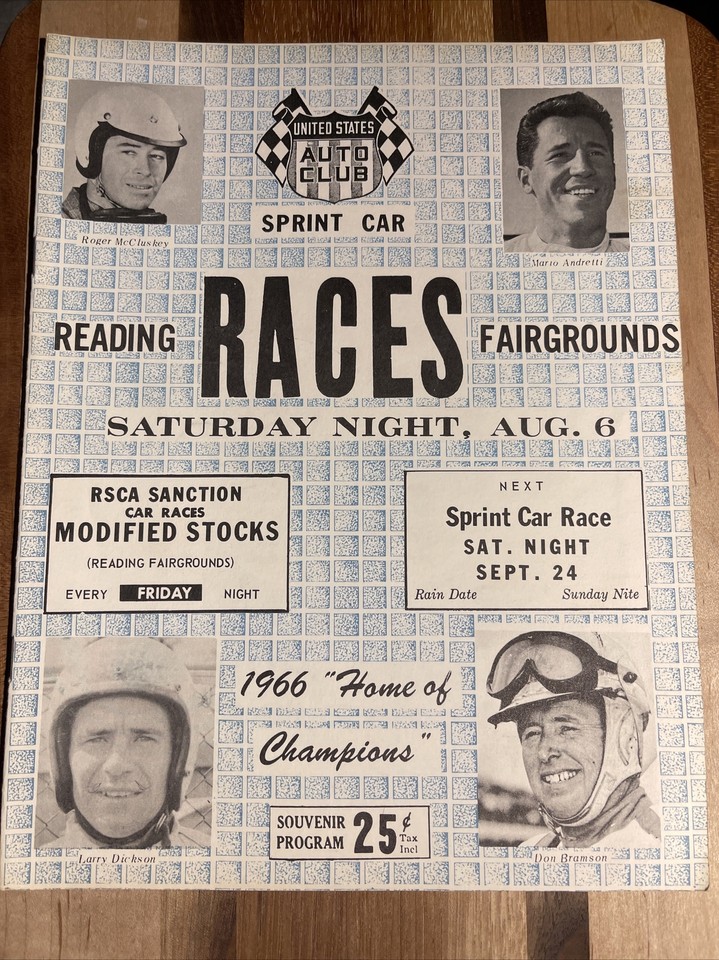 UNITED STATES
AUTO
CLUB
SPRINT CAR
Roger McCluskey
Mario Andretti
READING RACES FAIRGROUNDS
SATURDAY NIGHT, AUG. 6
RSCA SANCTION
CAR RACES
MODIFIED STOCKS
(READING FAIRGROUNDS)
EVERY FRIDAY NIGHT
NEXT
Sprint Car Race
SAT. NIGHT
SEPT. 24
Rain Date Sunday Nite
1966 "Home of
Champions"
SOUVENIR
PROGRAM
25¢
Tax
Incl
Larry Dickson
Don Bramson